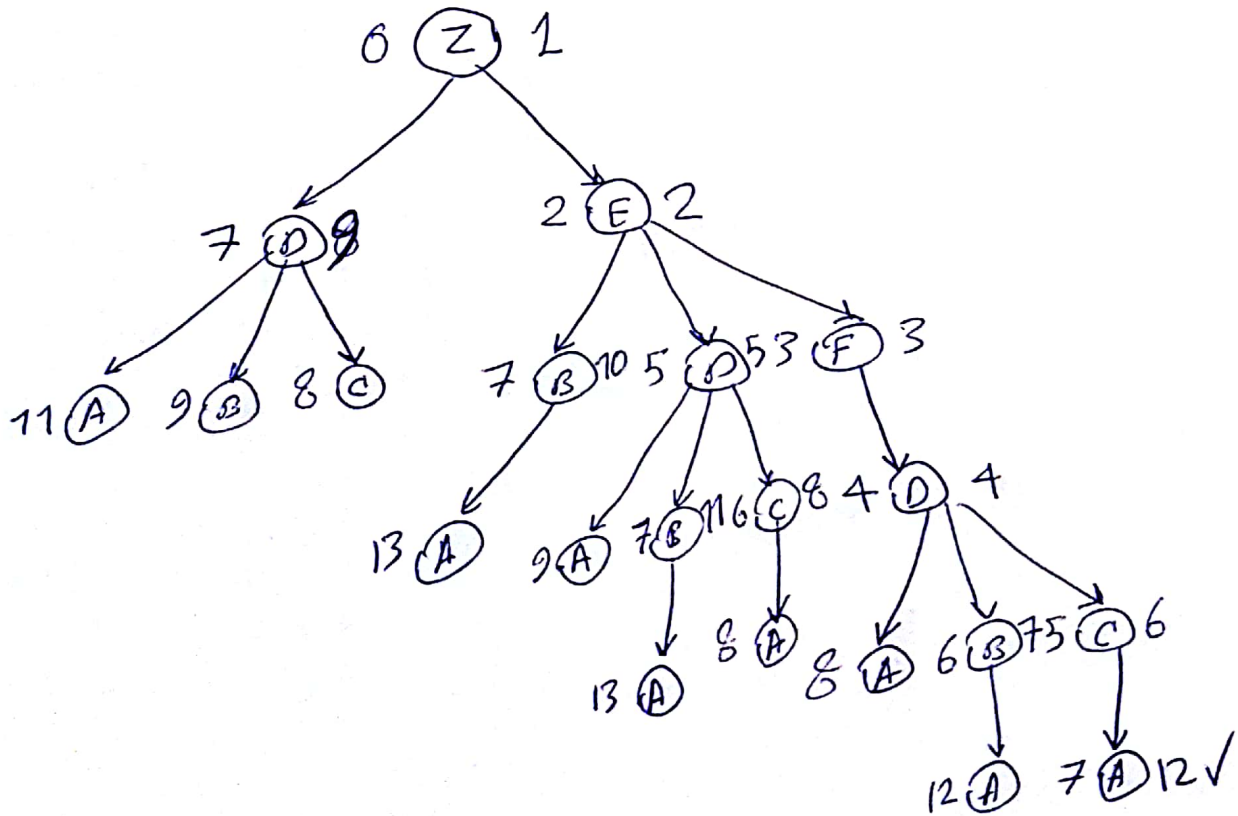 0 Z 1
2 E 2
7 D
3 F 3
7 B 10 5 D 5
11 A 9 B 8 C
4 D 4
6 C 8
13 A 9 A 7 B 11
8 A 8 A 6 B 7 5 C 6
13 A
12 A 7 A 12 ✓